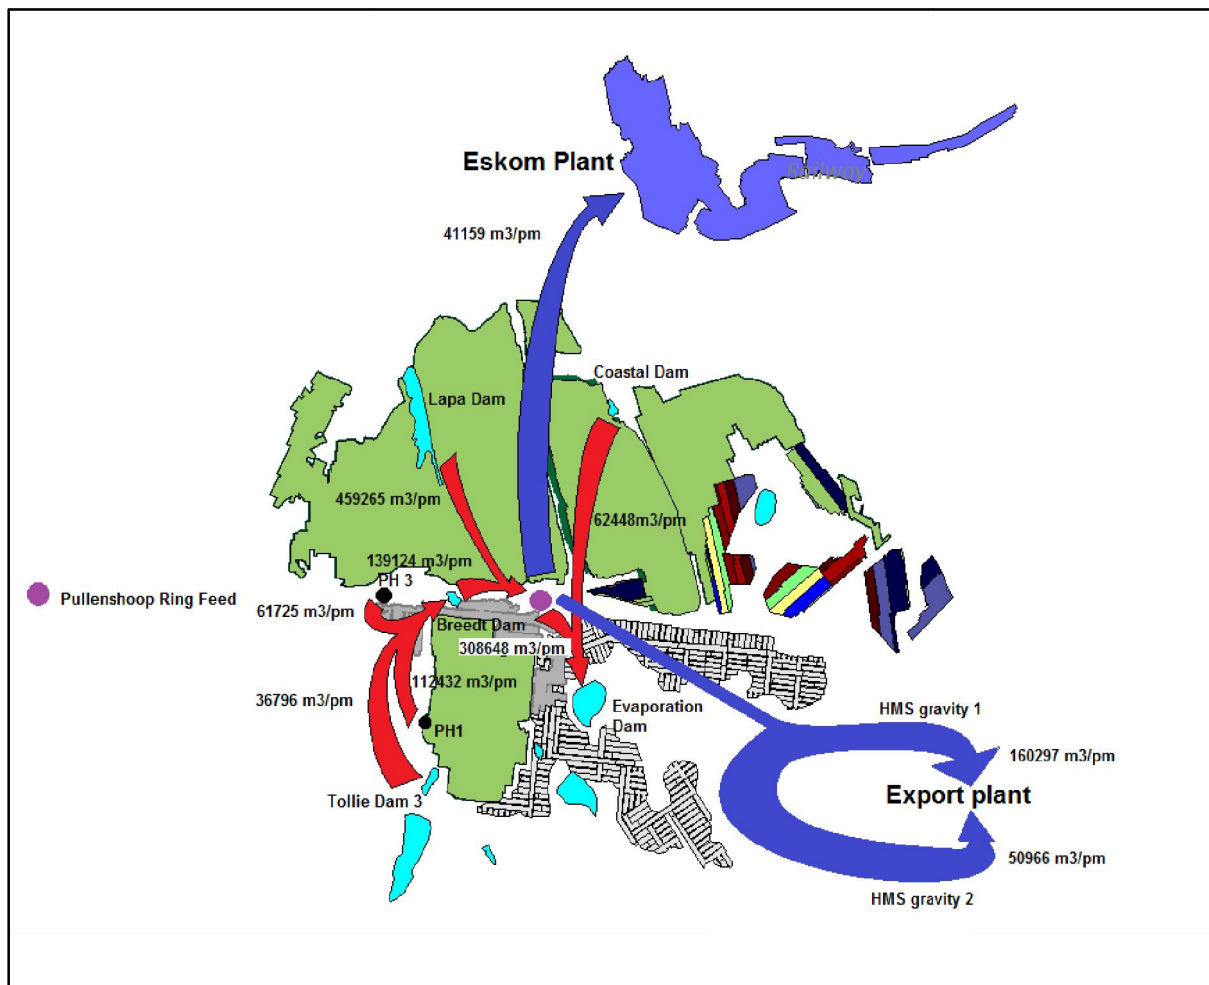 Eskom Plant
Railway
41159 m3/pm
Coastal Dam
Lapa Dam
459265 m3/pm
62448m3/pm
139124 m3/pm
PH 3
Pullenshoop Ring Feed
61725 m3/pm
Breedt Dam
308648 m3/pm
112432 m3/pm
36796 m3/pm
Evaporation
Dam
HMS gravity 1
PH1
160297 m3/pm
Export plant
Tollie Dam 3
50966 m3/pm
HMS gravity 2